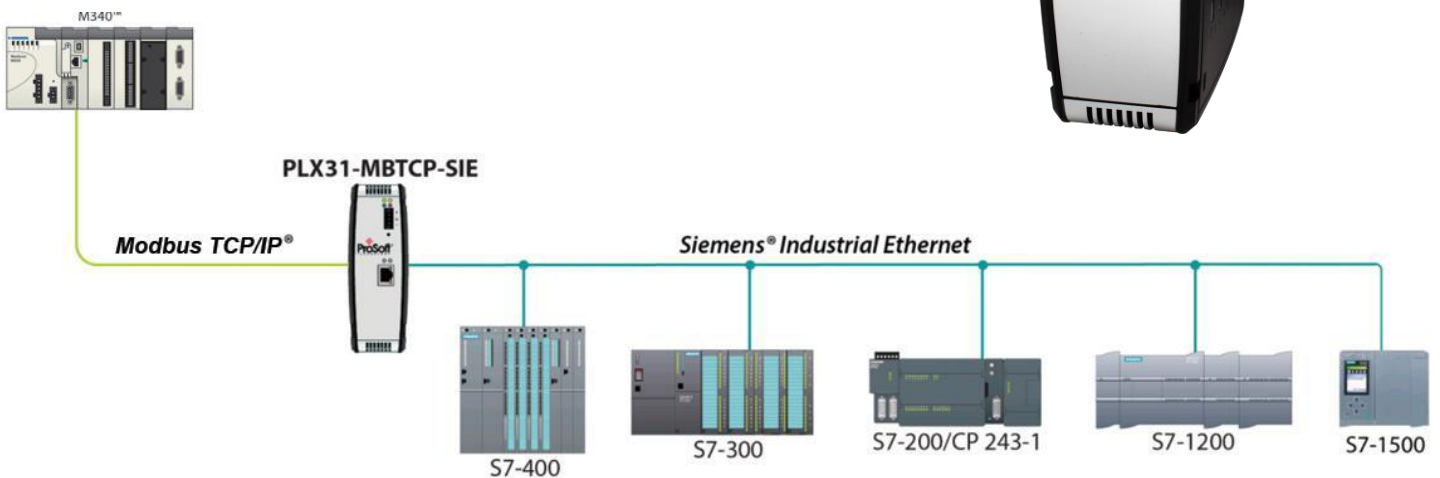 M340™
PLX31-MBTCP-SIE
Modbus TCP/IP®
ProSoft
Siemens® Industrial Ethernet
S7-400
S7-300
S7-200/CP 243-1
S7-1200
S7-1500